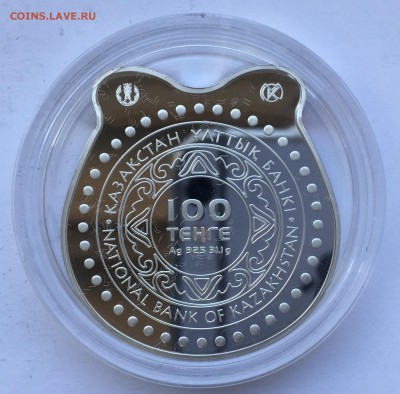 COINS.LAVE.RU
ҚАЗАҚСТАН ҰЛТТЫҚ БАНКІ
100
ТЕҢГЕ
Ag 925 31.1g
NATIONAL BANK OF KAZAKHSTAN